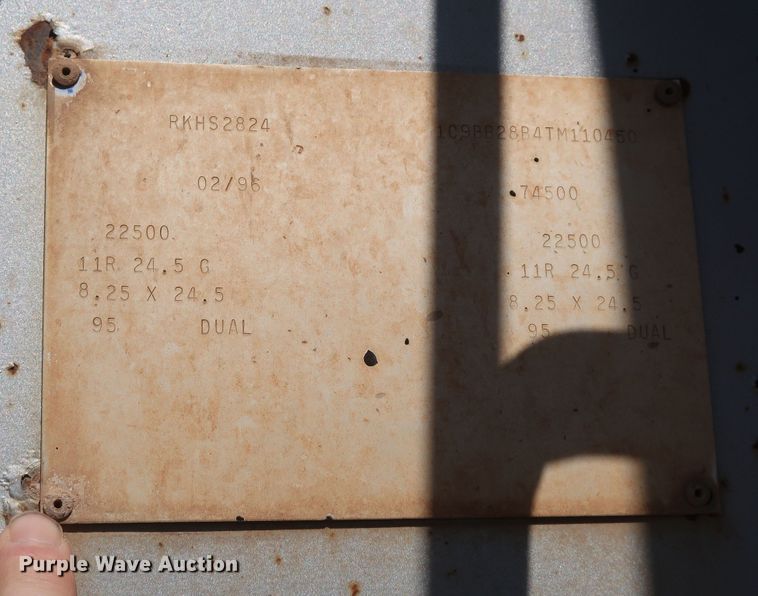 RKHS2824 1C9BB28B4TM110450
02/96 74500
22500 22500
11R 24.5 G 11R 24.5 G
8.25 X 24.5 8.25 X 24.5
95 DUAL 95 DUAL
Purple Wave Auction